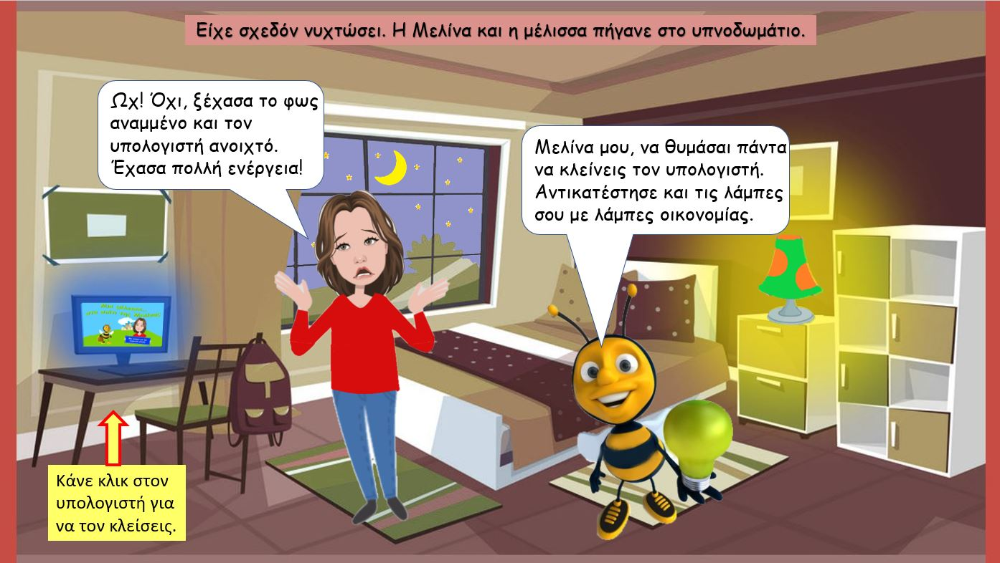 Είχε σχεδόν νυχτώσει. Η Μελίνα και η μέλισσα πήγανε στο υπνοδωμάτιο.
Ωχ! Όχι, ξέχασα το φως
αναμμένο και τον
υπολογιστή ανοιχτό.
Έχασα πολλή ενέργεια!
Μελίνα μου, να θυμάσαι πάντα
να κλείνεις τον υπολογιστή.
Αντικατέστησε και τις λάμπες
σου με λάμπες οικονομίας.
Κάνε κλικ στον
υπολογιστή για
να τον κλείσεις.